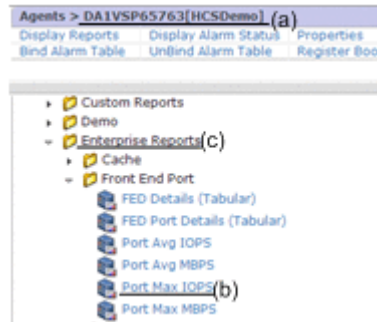 Agents > DA1VSP65763[HCSDemo] (a)
Display Reports Display Alarm Status Properties
Bind Alarm Table UnBind Alarm Table Register Boo
Custom Reports
Demo
Enterprise Reports (c)
Cache
Front End Port
FED Details (Tabular)
FED Port Details (Tabular)
Port Avg IOPS
Port Avg MBPS
Port Max IOPS (b)
Port Max MBPS